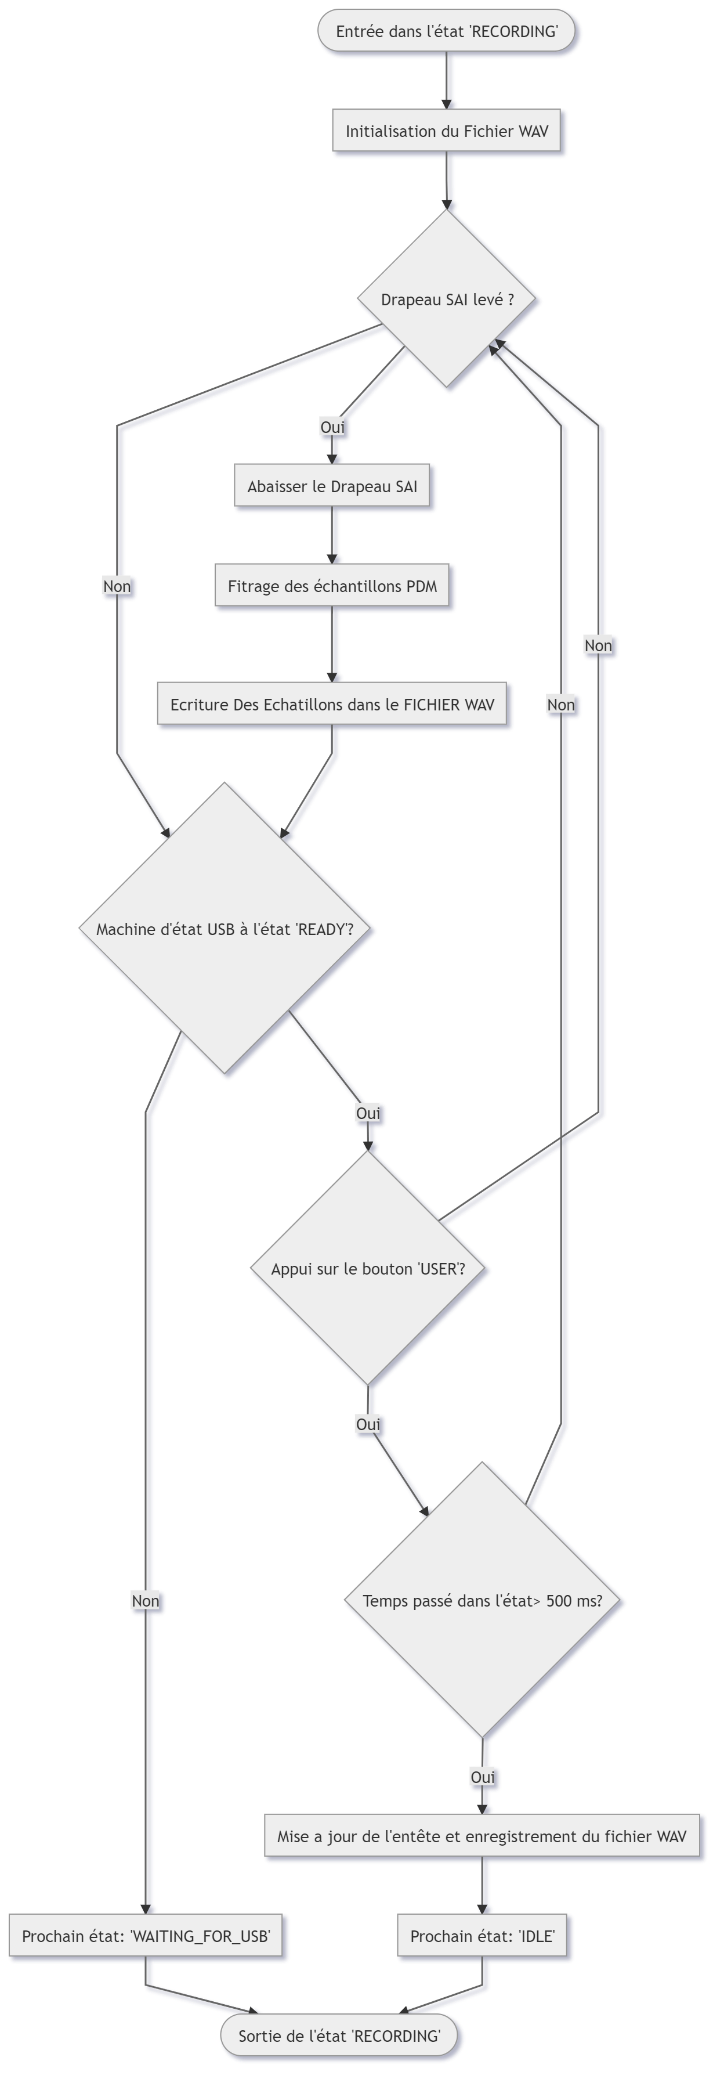 Entrée dans l'état 'RECORDING'
Initialisation du Fichier WAV
Drapeau SAI levé ?
Oui
Abaisser le Drapeau SAI
Non
Fitrage des échantillons PDM
Non
Non
Ecriture Des Echatillons dans le FICHIER WAV
Machine d'état USB à l'état 'READY'?
Oui
Appui sur le bouton 'USER'?
Oui
Non
Temps passé dans l'état> 500 ms?
Oui
Mise a jour de l'entête et enregistrement du fichier WAV
Prochain état: 'WAITING_FOR_USB'
Prochain état: 'IDLE'
Sortie de l'état 'RECORDING'